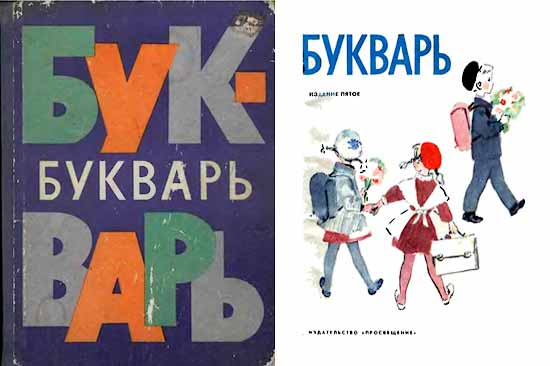 БУК-
БУКВАРЬ
ВАРЬ
БУКВАРЬ
ИЗДАНИЕ ПЯТОЕ
ИЗДАТЕЛЬСТВО «ПРОСВЕЩЕНИЕ»